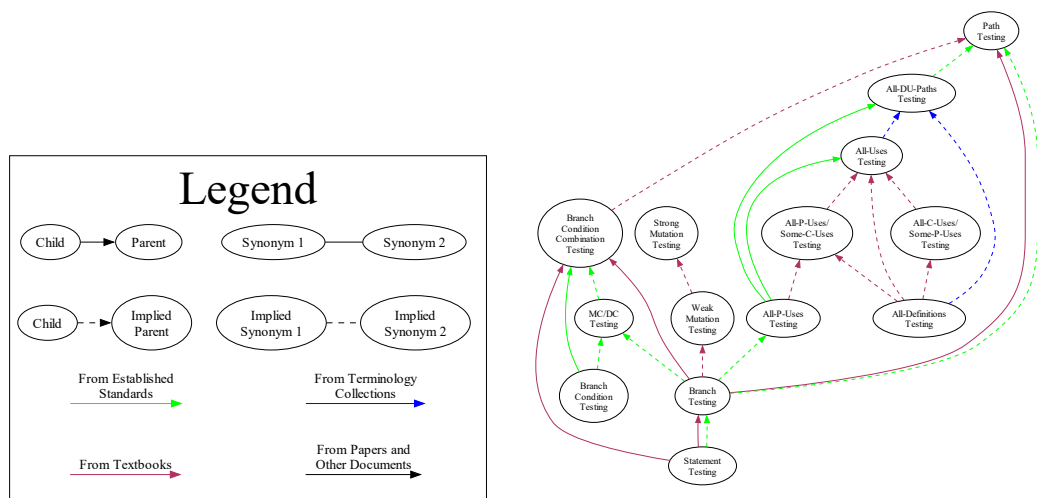 Legend
Child
Parent
Synonym 1
Synonym 2
Child
Implied
Parent
Implied
Synonym 1
Implied
Synonym 2
From Established
Standards
From Terminology
Collections
From Textbooks
From Papers and
Other Documents
Path
Testing
All-DU-Paths
Testing
All-Uses
Testing
Branch
Condition
Combination
Testing
Strong
Mutation
Testing
All-P-Uses/
Some-C-Uses
Testing
All-C-Uses/
Some-P-Uses
Testing
MC/DC
Testing
Weak
Mutation
Testing
All-P-Uses
Testing
All-Definitions
Testing
Branch
Condition
Testing
Branch
Testing
Statement
Testing